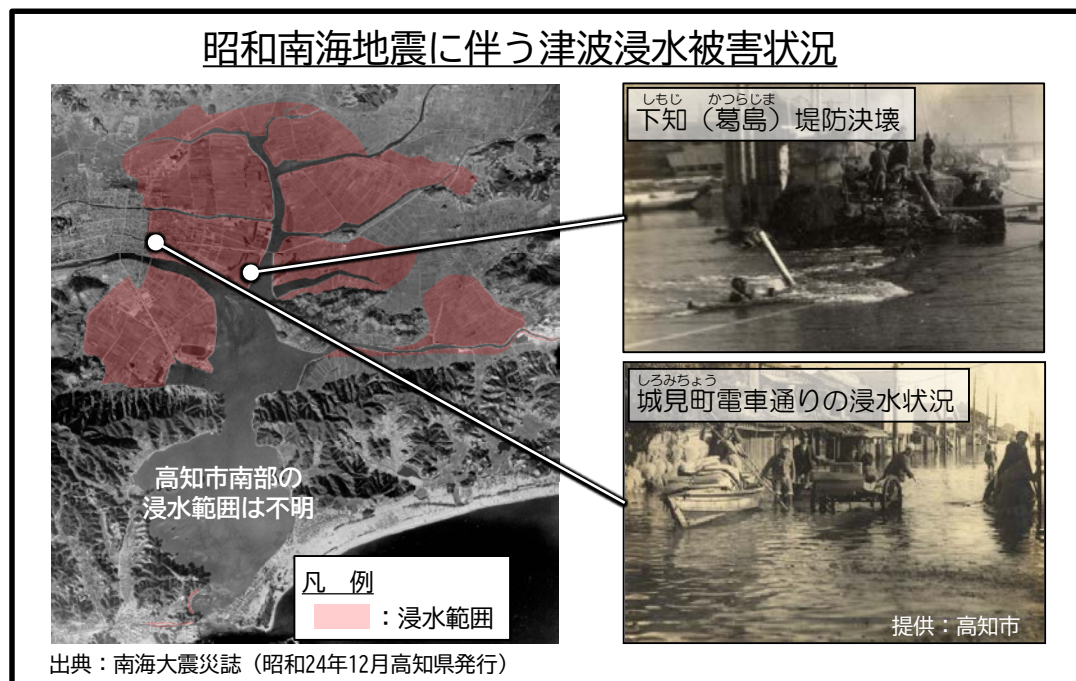 昭和南海地震に伴う津波浸水被害状況
しもじ かつらじま
下知（葛島）堤防決壊
しろみちょう
城見町電車通りの浸水状況
高知市南部の
浸水範囲は不明
凡 例
：浸水範囲
提供：高知市
出典：南海大震災誌（昭和24年12月高知県発行）